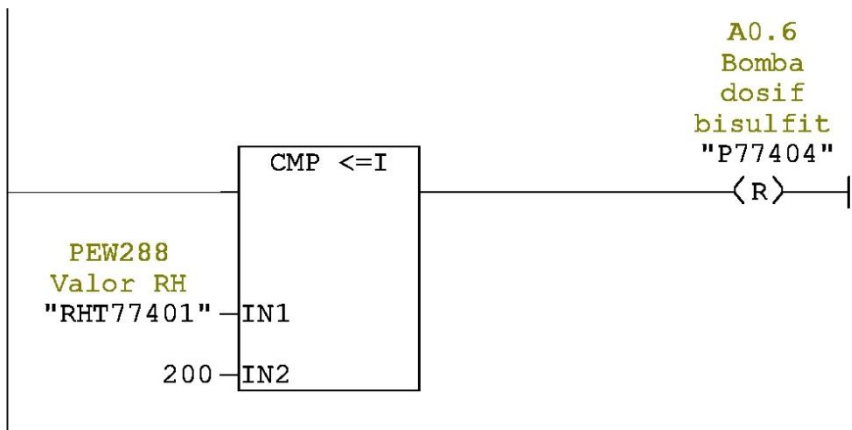 A0.6
Bomba
dosif
bisulfit
"P77404"
CMP <=I
(R)
PEW288
Valor RH
"RHT77401"
IN1
200
IN2